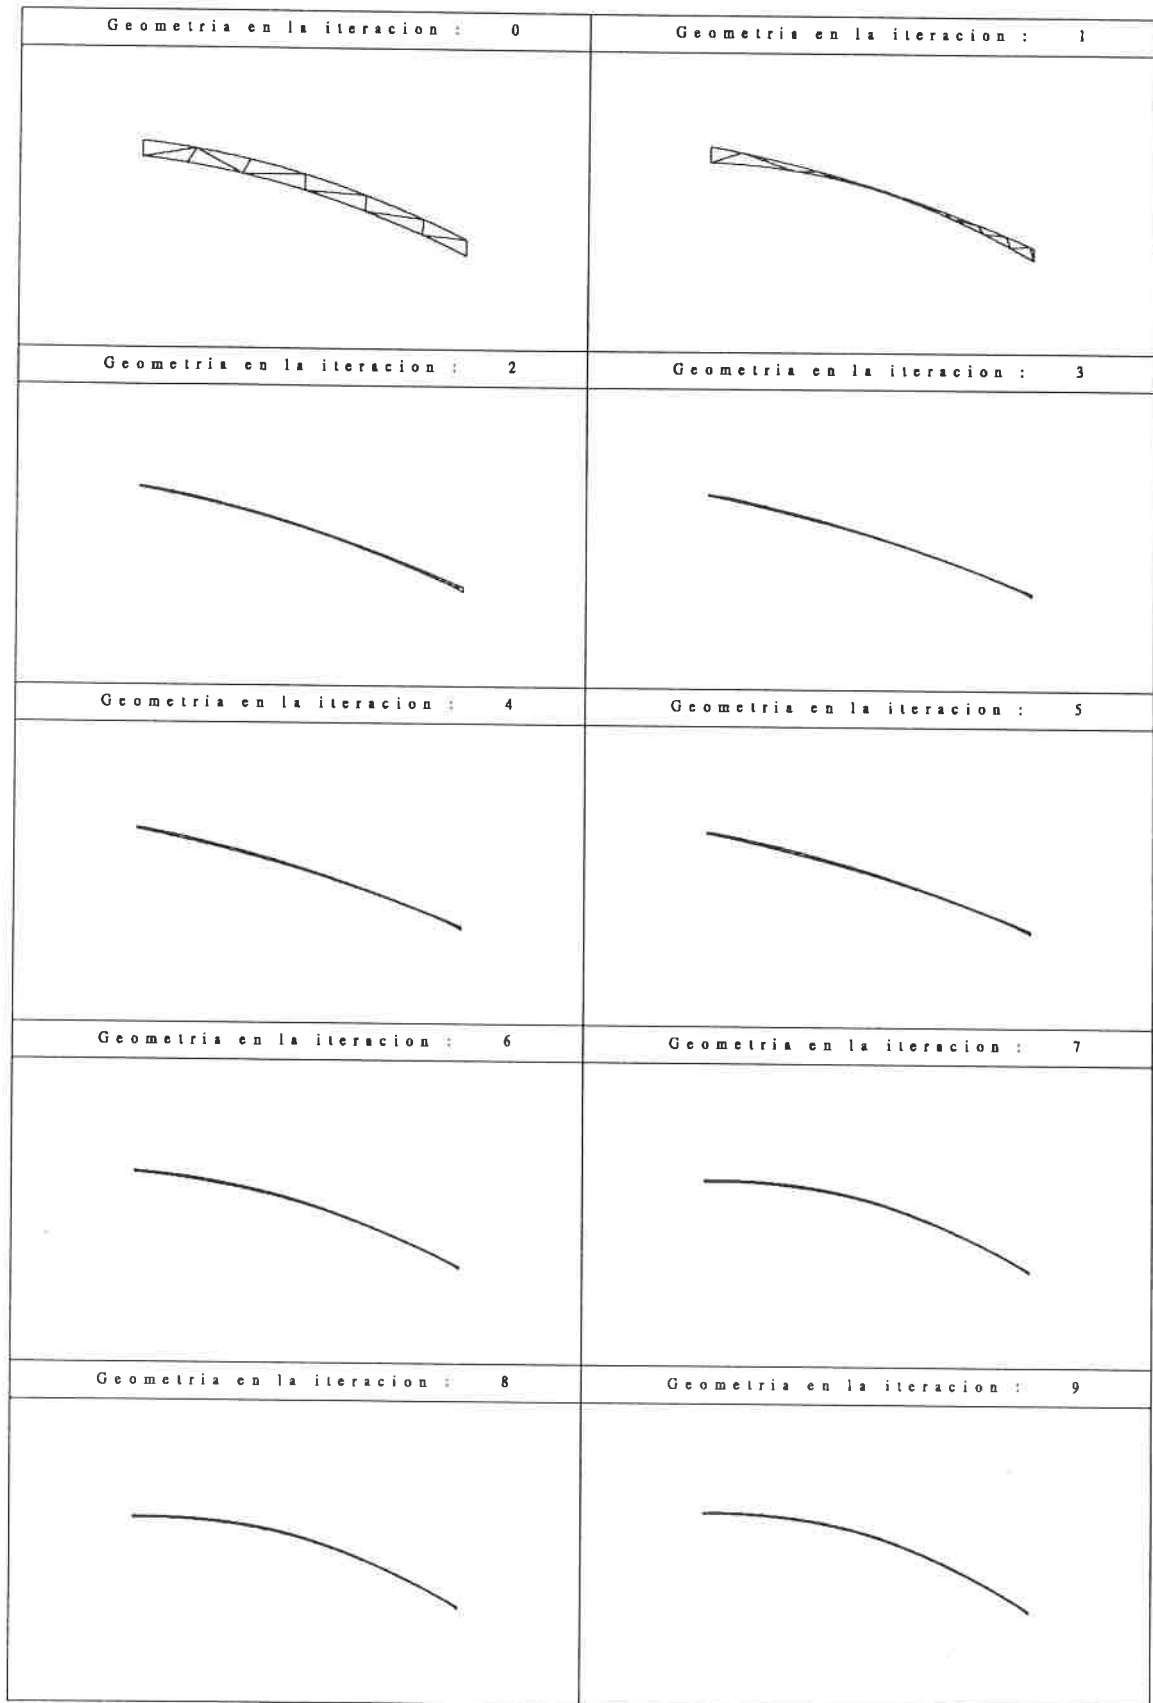 Geometria en la iteracion : 0
Geometria en la iteracion : 1
Geometria en la iteracion : 2
Geometria en la iteracion : 3
Geometria en la iteracion : 4
Geometria en la iteracion : 5
Geometria en la iteracion : 6
Geometria en la iteracion : 7
Geometria en la iteracion : 8
Geometria en la iteracion : 9